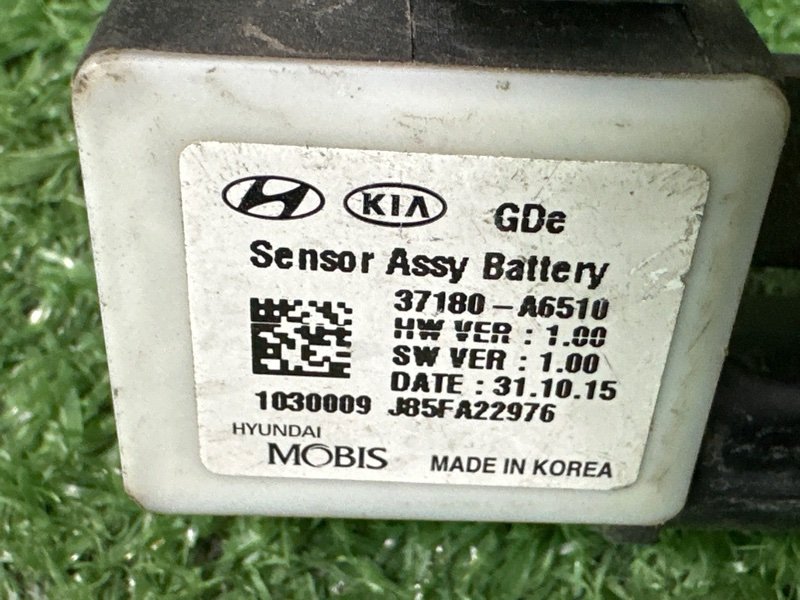 KIA GDe
Sensor Assy Battery
37180-A6510
HW VER : 1.00
SW VER : 1.00
DATE : 31.10.15
1030009 J85FA22976
HYUNDAI
MOBIS MADE IN KOREA